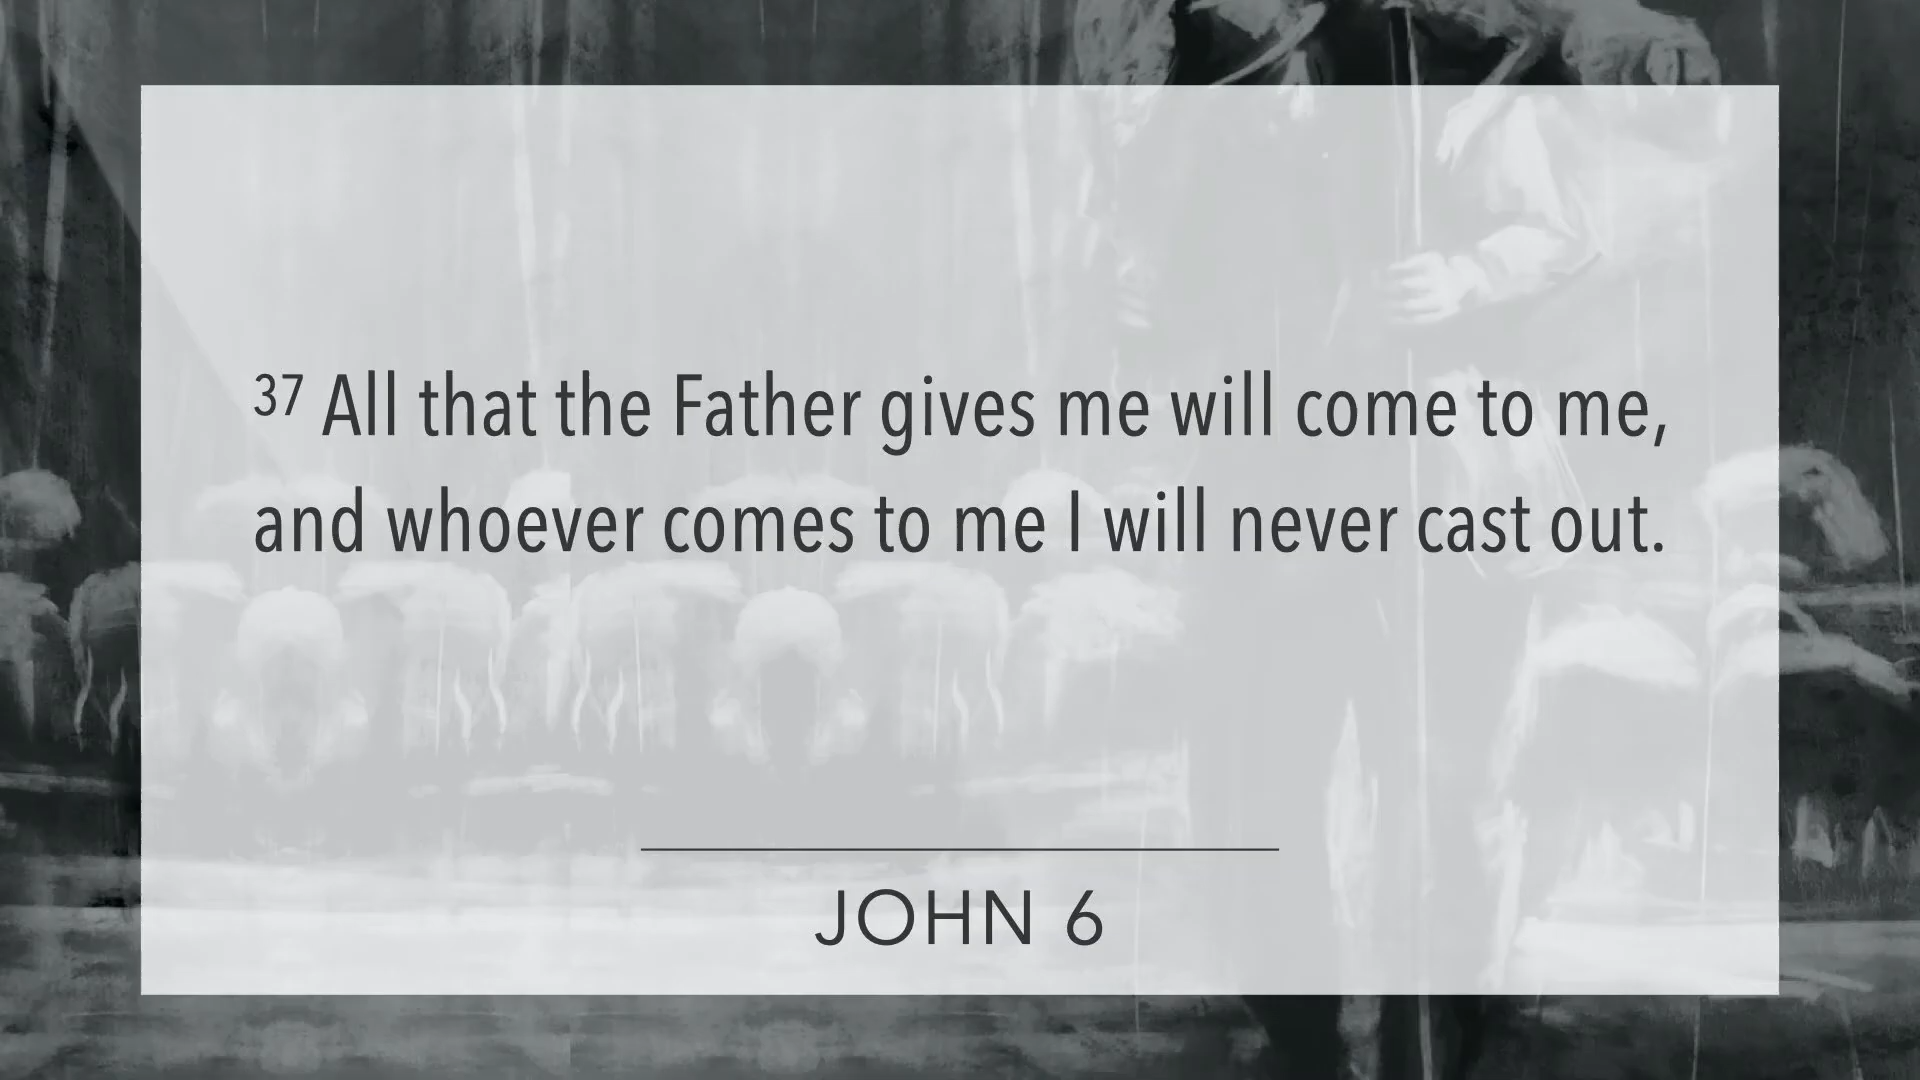 37 All that the Father gives me will come to me,
and whoever comes to me I will never cast out.
JOHN 6